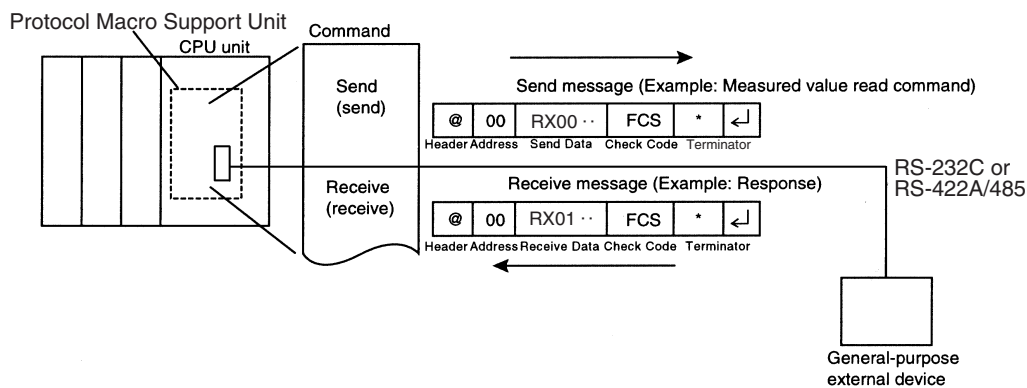 Protocol Macro Support Unit
CPU unit
Command
Send
(send)
Send message (Example: Measured value read command)
@ 00 RX00 ·· FCS * ↵
Header Address Send Data Check Code Terminator
RS-232C or
RS-422A/485
Receive
(receive)
Receive message (Example: Response)
@ 00 RX01 ·· FCS * ↵
Header Address Receive Data Check Code Terminator
General-purpose
external device